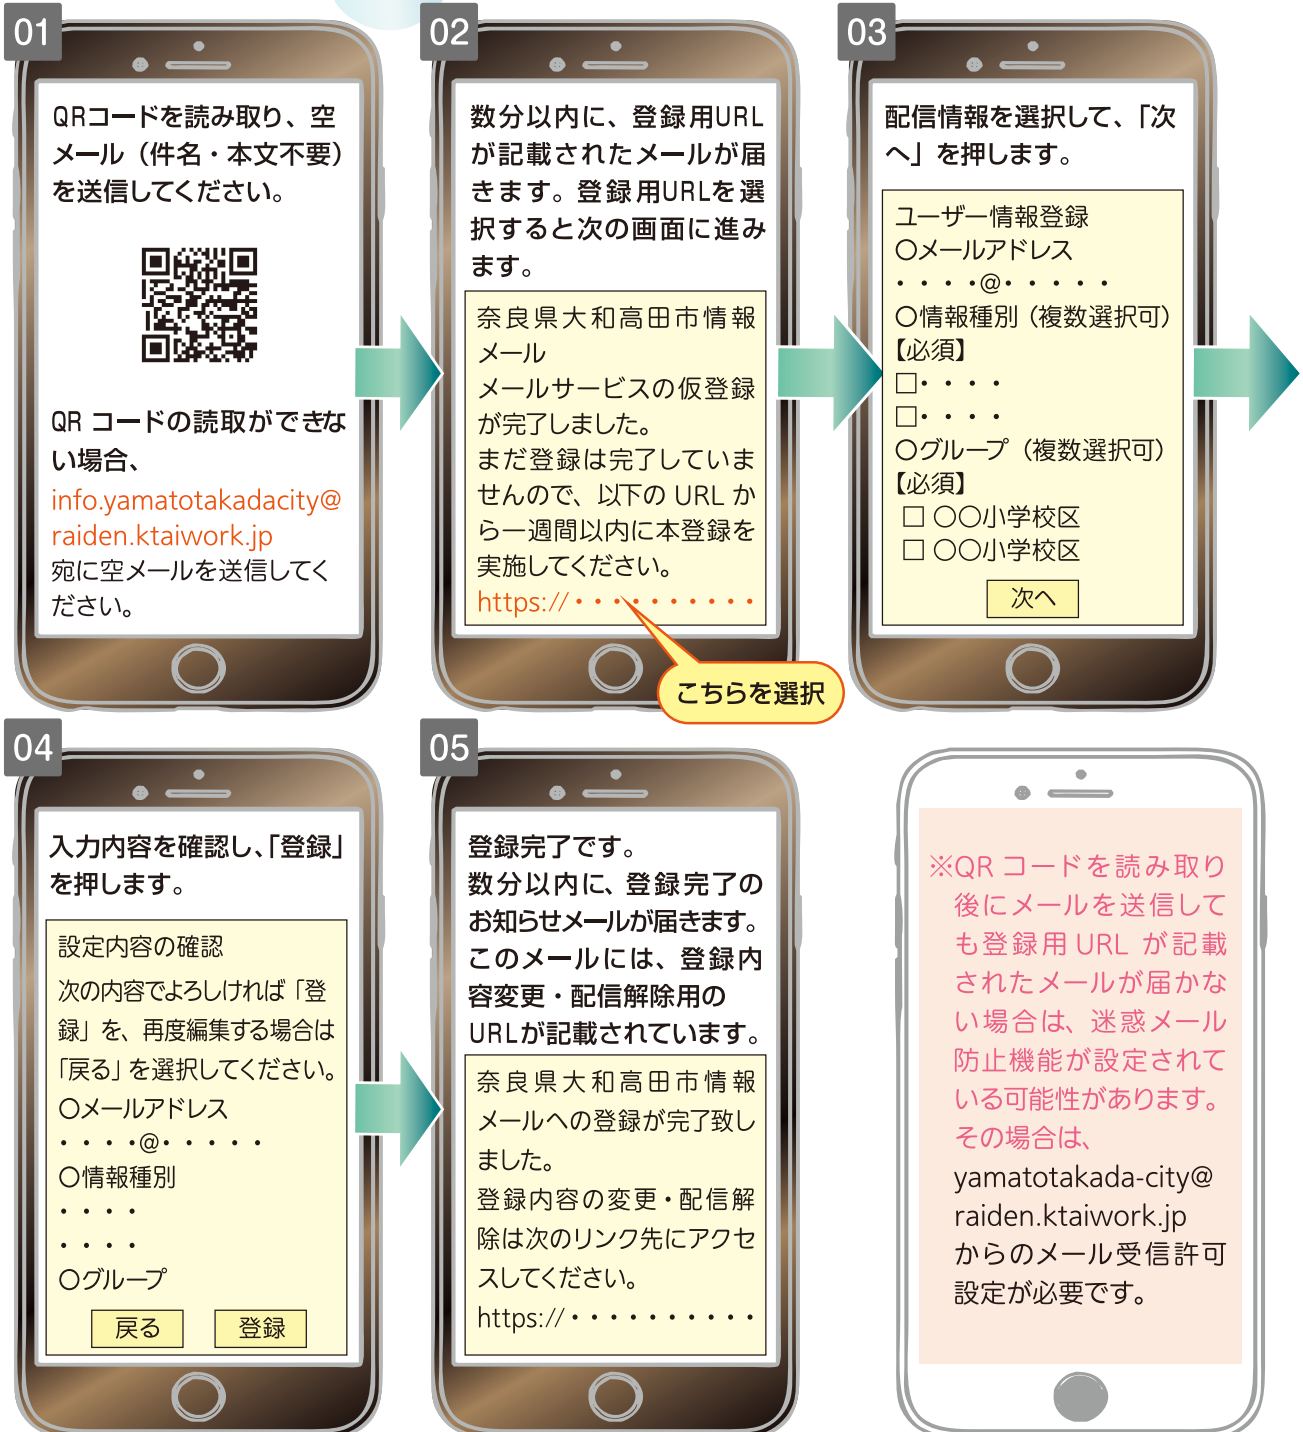 01
QRコードを読み取り、空
メール（件名・本文不要）
を送信してください。
QR コードの読取ができな
い場合、
info.yamatotakadacity@
raiden.ktaiwork.jp
宛に空メールを送信してく
ださい。
02
数分以内に、登録用URL
が記載されたメールが届
きます。登録用URLを選
択すると次の画面に進み
ます。
奈良県大和高田市情報
メール
メールサービスの仮登録
が完了しました。
まだ登録は完了していま
せんので、以下の URL か
ら一週間以内に本登録を
実施してください。
https://・・・・・・・・・・
こちらを選択
03
配信情報を選択して、「次
へ」を押します。
ユーザー情報登録
〇メールアドレス
・・・・@・・・・・
〇情報種別（複数選択可）
【必須】
□・・・・
□・・・・
〇グループ（複数選択可）
【必須】
□ 〇〇小学校区
□ 〇〇小学校区
次へ
04
入力内容を確認し、「登録」
を押します。
設定内容の確認
次の内容でよろしければ「登
録」を、再度編集する場合は
「戻る」を選択してください。
〇メールアドレス
・・・・@・・・・・
〇情報種別
・・・・
・・・・
〇グループ
戻る 登録
05
登録完了です。
数分以内に、登録完了の
お知らせメールが届きます。
このメールには、登録内
容変更・配信解除用の
URLが記載されています。
奈良県大和高田市情報
メールへの登録が完了致し
ました。
登録内容の変更・配信解
除は次のリンク先にアクセ
スしてください。
https://・・・・・・・・・・
※QR コードを読み取り
後にメールを送信して
も登録用 URL が記載
されたメールが届かな
い場合は、迷惑メール
防止機能が設定されて
いる可能性があります。
その場合は、
yamatotakada-city@
raiden.ktaiwork.jp
からのメール受信許可
設定が必要です。